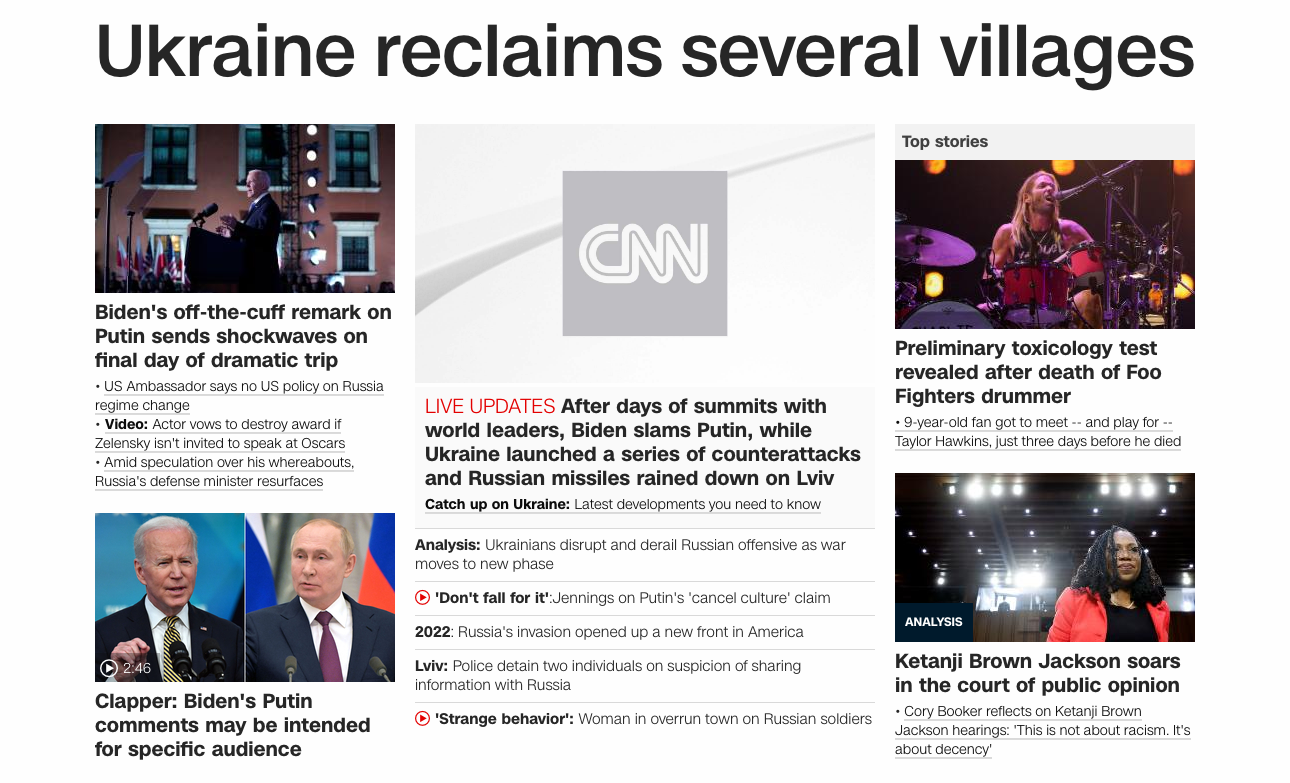 Ukraine reclaims several villages
Biden's off-the-cuff remark on
Putin sends shockwaves on
final day of dramatic trip
• US Ambassador says no US policy on Russia
regime change
• Video: Actor vows to destroy award if
Zelensky isn't invited to speak at Oscars
• Amid speculation over his whereabouts,
Russia's defense minister resurfaces
2:46
Clapper: Biden's Putin
comments may be intended
for specific audience
CNN
LIVE UPDATES After days of summits with
world leaders, Biden slams Putin, while
Ukraine launched a series of counterattacks
and Russian missiles rained down on Lviv
Catch up on Ukraine: Latest developments you need to know
Analysis: Ukrainians disrupt and derail Russian offensive as war
moves to new phase
'Don't fall for it':Jennings on Putin's 'cancel culture' claim
2022: Russia's invasion opened up a new front in America
Lviv: Police detain two individuals on suspicion of sharing
information with Russia
'Strange behavior': Woman in overrun town on Russian soldiers
Top stories
Preliminary toxicology test
revealed after death of Foo
Fighters drummer
• 9-year-old fan got to meet -- and play for --
Taylor Hawkins, just three days before he died
ANALYSIS
Ketanji Brown Jackson soars
in the court of public opinion
• Cory Booker reflects on Ketanji Brown
Jackson hearings: 'This is not about racism. It's
about decency'